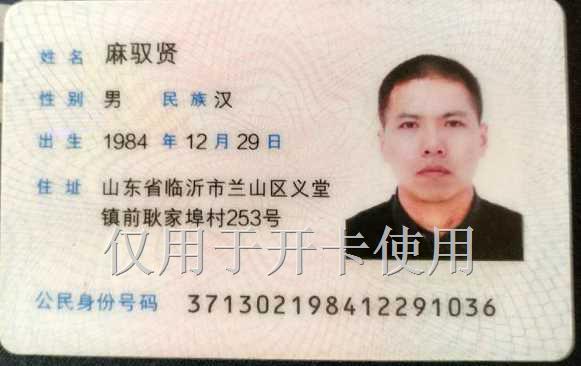 姓名 麻驭贤
性别 男 民族 汉
出生 1984 年 12 月 29 日
住址 山东省临沂市兰山区义堂
镇前耿家埠村253号
仅用于开卡使用
公民身份号码 371302198412291036